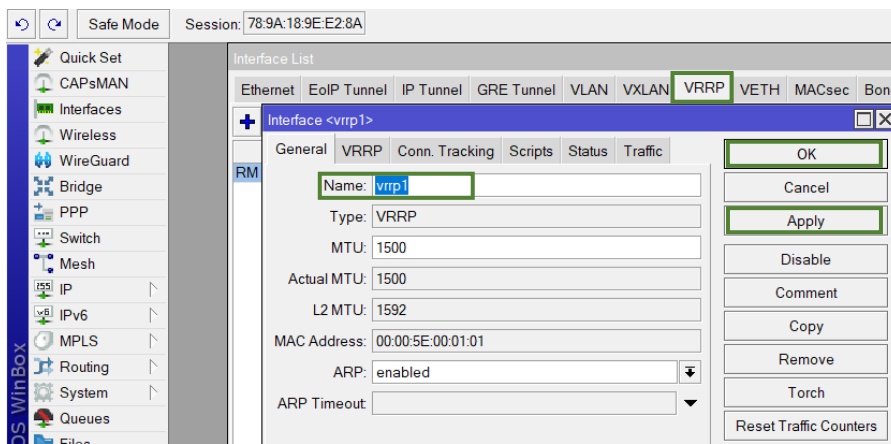 Safe Mode Session: 78:9A:18:9E:E2:8A
Quick Set
CAPsMAN
Interfaces
Wireless
WireGuard
Bridge
PPP
Switch
Mesh
IP
IPv6
MPLS
Routing
System
Queues
Files
OS WinBox
Interface List
Ethernet EoIP Tunnel IP Tunnel GRE Tunnel VLAN VXLAN VRRP VETH MACsec Bon
Interface <vrrp1>
General VRRP Conn. Tracking Scripts Status Traffic
RM
Name: vrrp1
Type: VRRP
MTU: 1500
Actual MTU: 1500
L2 MTU: 1592
MAC Address: 00:00:5E:00:01:01
ARP: enabled
ARP Timeout:
OK
Cancel
Apply
Disable
Comment
Copy
Remove
Torch
Reset Traffic Counters